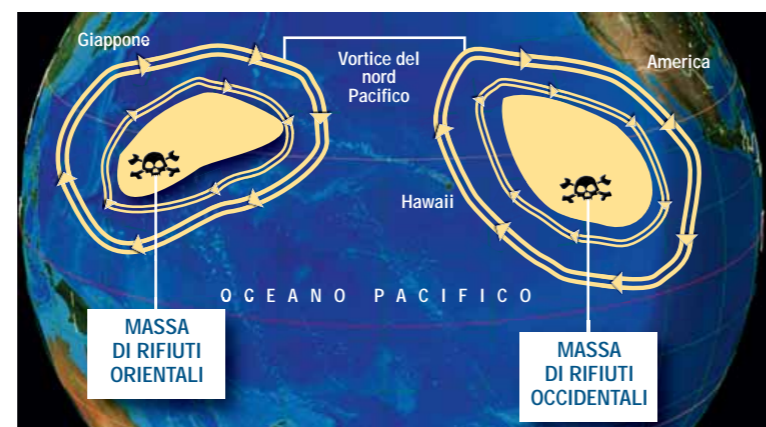 Giappone
Vortice del
nord
Pacifico
America
Hawaii
OCEANO PACIFICO
MASSA
DI RIFIUTI
ORIENTALI
MASSA
DI RIFIUTI
OCCIDENTALI